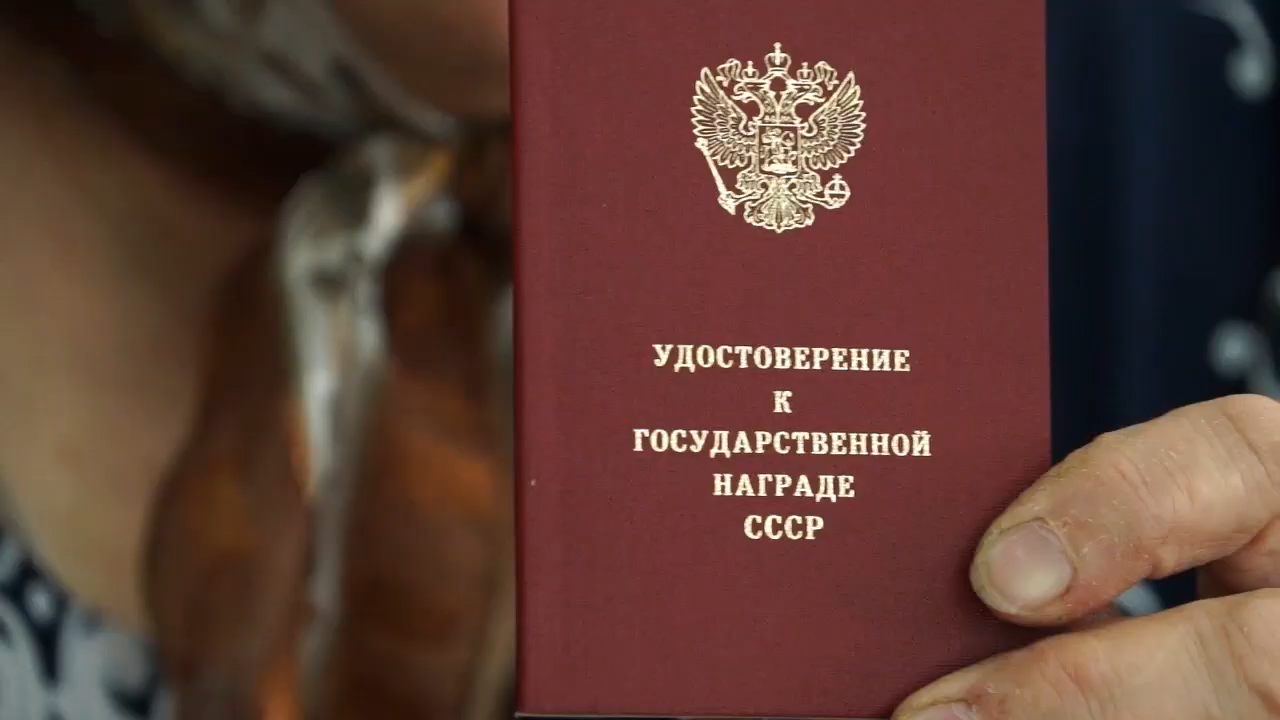 УДОСТОВЕРЕНИЕ
К
ГОСУДАРСТВЕННОЙ
НАГРАДЕ
СССР